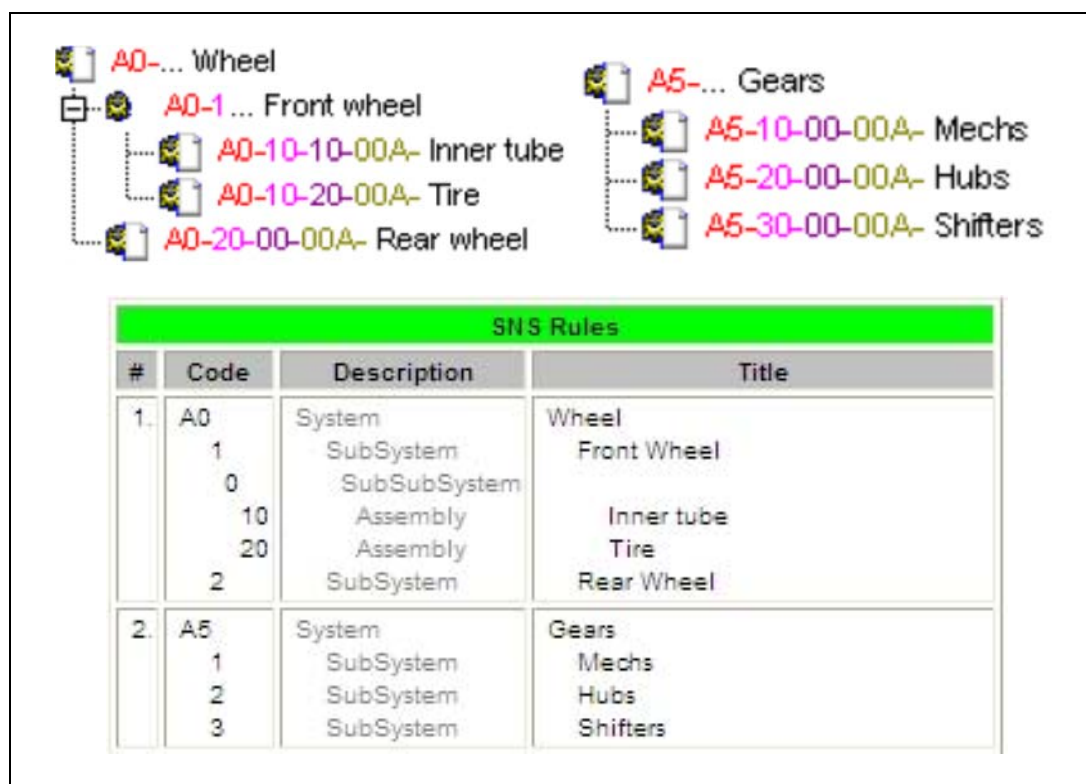 A0-... Wheel
A0-1... Front wheel
A0-10-10-00A- Inner tube
A0-10-20-00A- Tire
A0-20-00-00A- Rear wheel
A5-... Gears
A5-10-00-00A- Mechs
A5-20-00-00A- Hubs
A5-30-00-00A- Shifters
SNS Rules
# Code Description Title
1. A0 System Wheel
1 SubSystem Front Wheel
0 SubSubSystem
10 Assembly Inner tube
20 Assembly Tire
2 SubSystem Rear Wheel
2. A5 System Gears
1 SubSystem Mechs
2 SubSystem Hubs
3 SubSystem Shifters